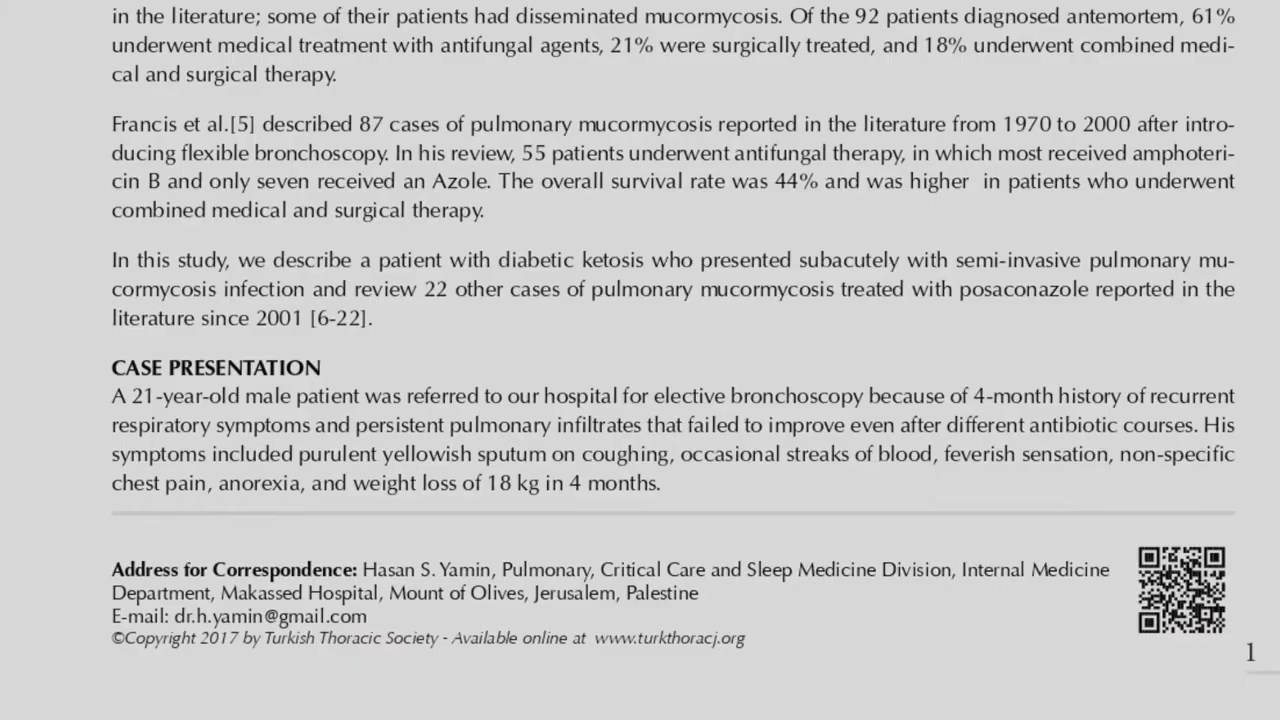 in the literature; some of their patients had disseminated mucormycosis. Of the 92 patients diagnosed antemortem, 61%
underwent medical treatment with antifungal agents, 21% were surgically treated, and 18% underwent combined medi-
cal and surgical therapy.
Francis et al.[5] described 87 cases of pulmonary mucormycosis reported in the literature from 1970 to 2000 after intro-
ducing flexible bronchoscopy. In his review, 55 patients underwent antifungal therapy, in which most received amphoteri-
cin B and only seven received an Azole. The overall survival rate was 44% and was higher  in patients who underwent
combined medical and surgical therapy.
In this study, we describe a patient with diabetic ketosis who presented subacutely with semi-invasive pulmonary mu-
cormycosis infection and review 22 other cases of pulmonary mucormycosis treated with posaconazole reported in the
literature since 2001 [6-22].
CASE PRESENTATION
A 21-year-old male patient was referred to our hospital for elective bronchoscopy because of 4-month history of recurrent
respiratory symptoms and persistent pulmonary infiltrates that failed to improve even after different antibiotic courses. His
symptoms included purulent yellowish sputum on coughing, occasional streaks of blood, feverish sensation, non-specific
chest pain, anorexia, and weight loss of 18 kg in 4 months.
Address for Correspondence: Hasan S. Yamin, Pulmonary, Critical Care and Sleep Medicine Division, Internal Medicine
Department, Makassed Hospital, Mount of Olives, Jerusalem, Palestine
E-mail: dr.h.yamin@gmail.com
©Copyright 2017 by Turkish Thoracic Society - Available online at  www.turkthoracj.org
1